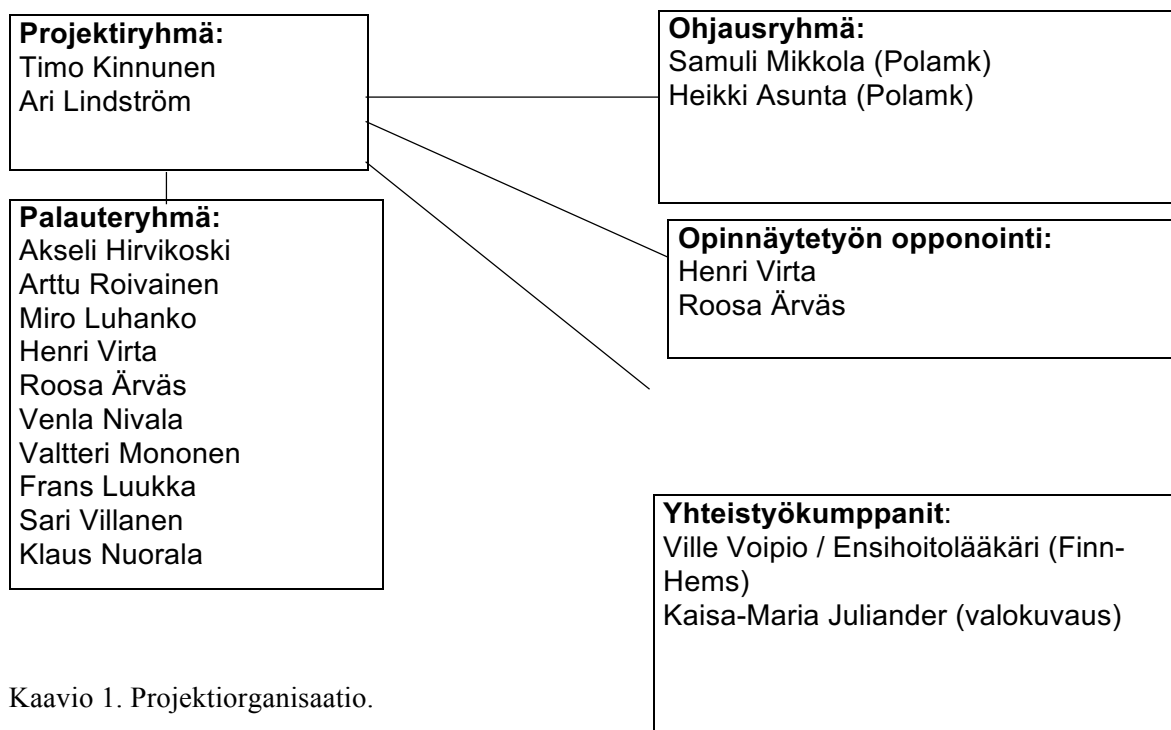 Projektiryhmä:
Timo Kinnunen
Ari Lindström
Ohjausryhmä:
Samuli Mikkola (Polamk)
Heikki Asunta (Polamk)
Palauteryhmä:
Akseli Hirvikoski
Arttu Roivainen
Miro Luhanko
Henri Virta
Roosa Ärväs
Venla Nivala
Valtteri Mononen
Frans Luukka
Sari Villanen
Klaus Nuorala
Opinnäytetyön opponointi:
Henri Virta
Roosa Ärväs
Yhteistyökumppanit:
Ville Voipio / Ensihoitolääkäri (Finn-
Hems)
Kaisa-Maria Juliander (valokuvaus)
Kaavio 1. Projektiorganisaatio.